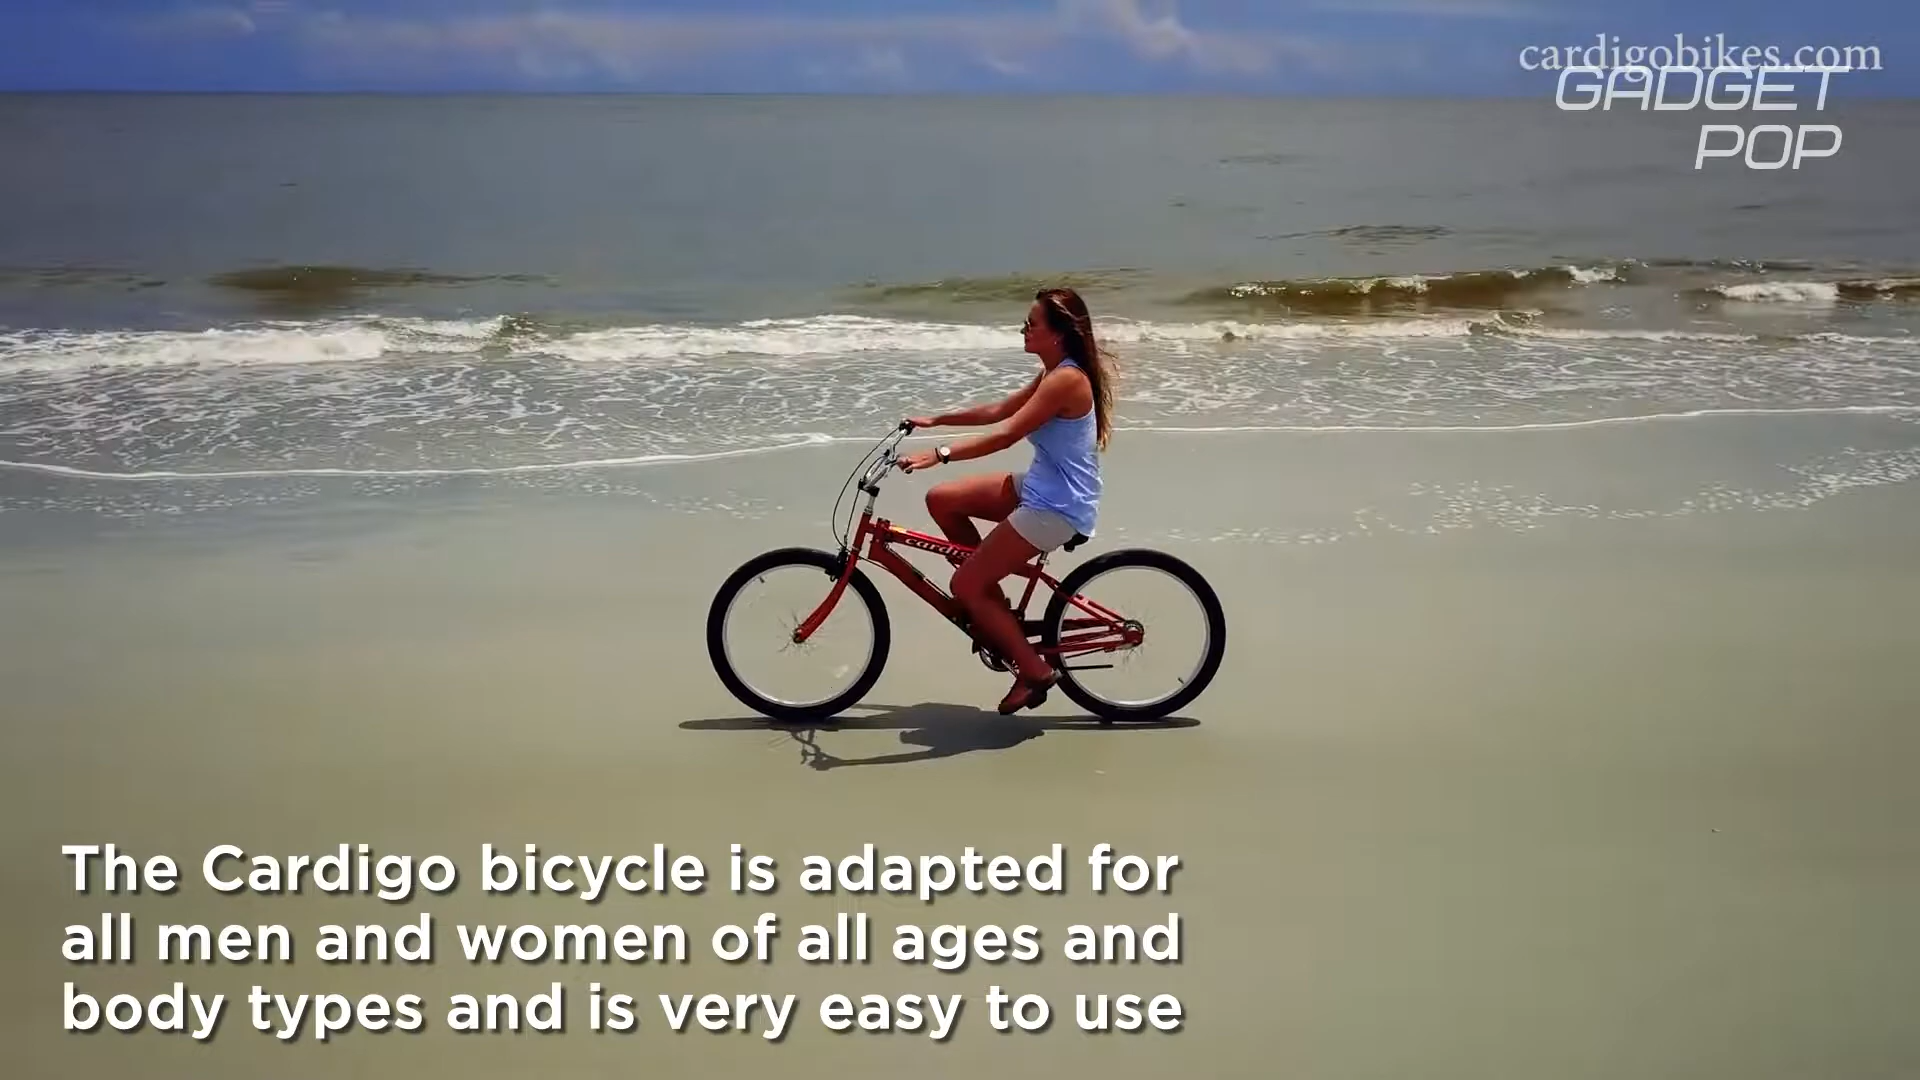 cardigobikes.com
GADGET
POP
cardigo
The Cardigo bicycle is adapted for
all men and women of all ages and
body types and is very easy to use